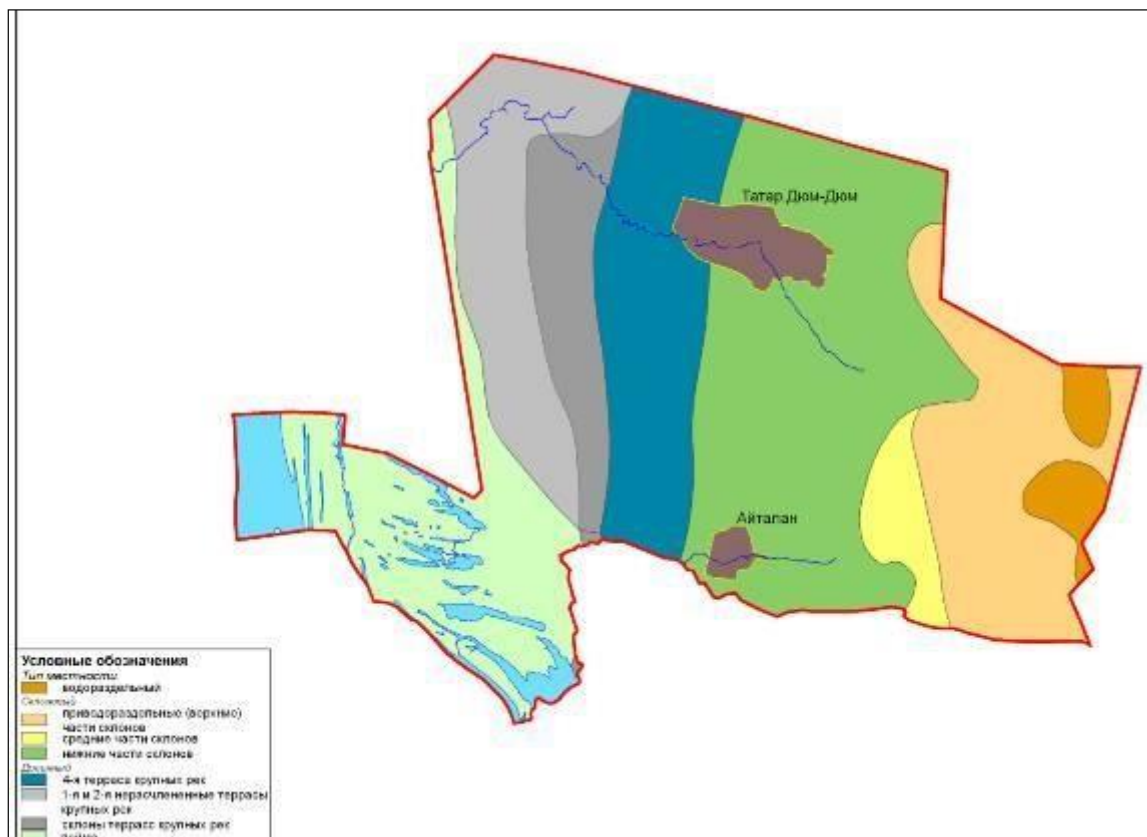 Татар Дюм-Дюм
Айталан
Условные обозначения
Тип местности
водораздельный
Склоновый
приводораздельные (верхние)
части склонов
средние части склонов
нижние части склонов
Долинный
4-я терраса крупных рек
1-я и 2-я нерасчлененные террасы
крупных рек
склоны террас крупных рек